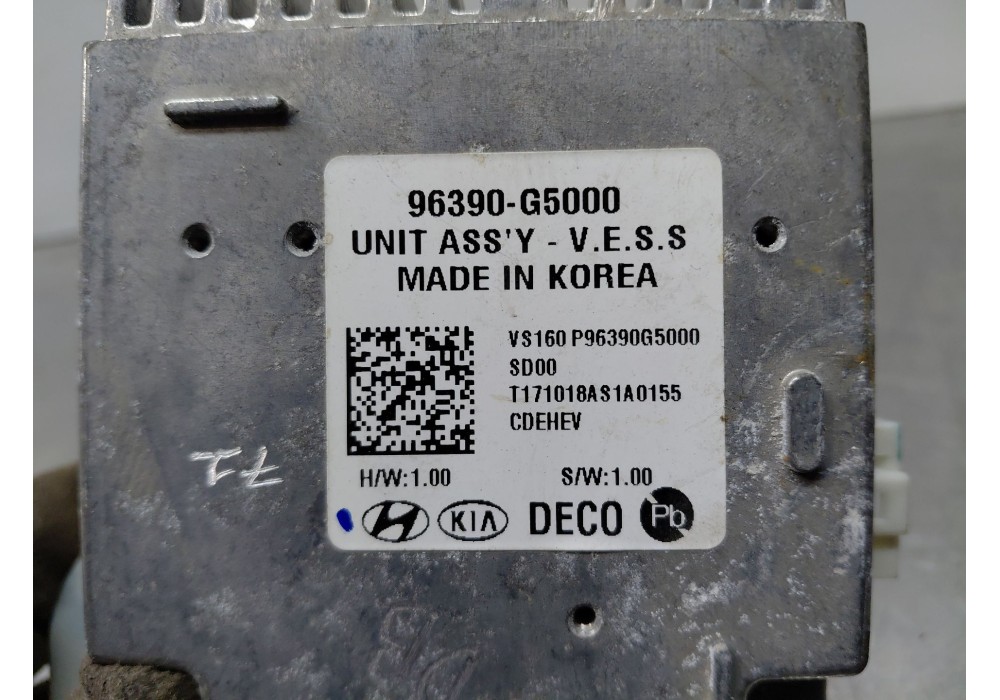 96390-G5000
UNIT ASS'Y - V.E.S.S
MADE IN KOREA
VS160 P96390G5000
SD00
T171018AS1A0155
CDEHEV
H/W:1.00 S/W:1.00
KIA DECO Pb
72